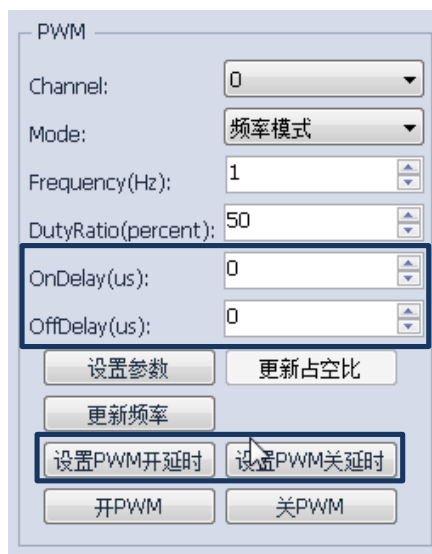 PWM
Channel: 0
Mode: 频率模式
Frequency(Hz): 1
DutyRatio(percent): 50
OnDelay(us): 0
OffDelay(us): 0
设置参数 更新占空比
更新频率
设置PWM开延时 设置PWM关延时
开PWM 关PWM